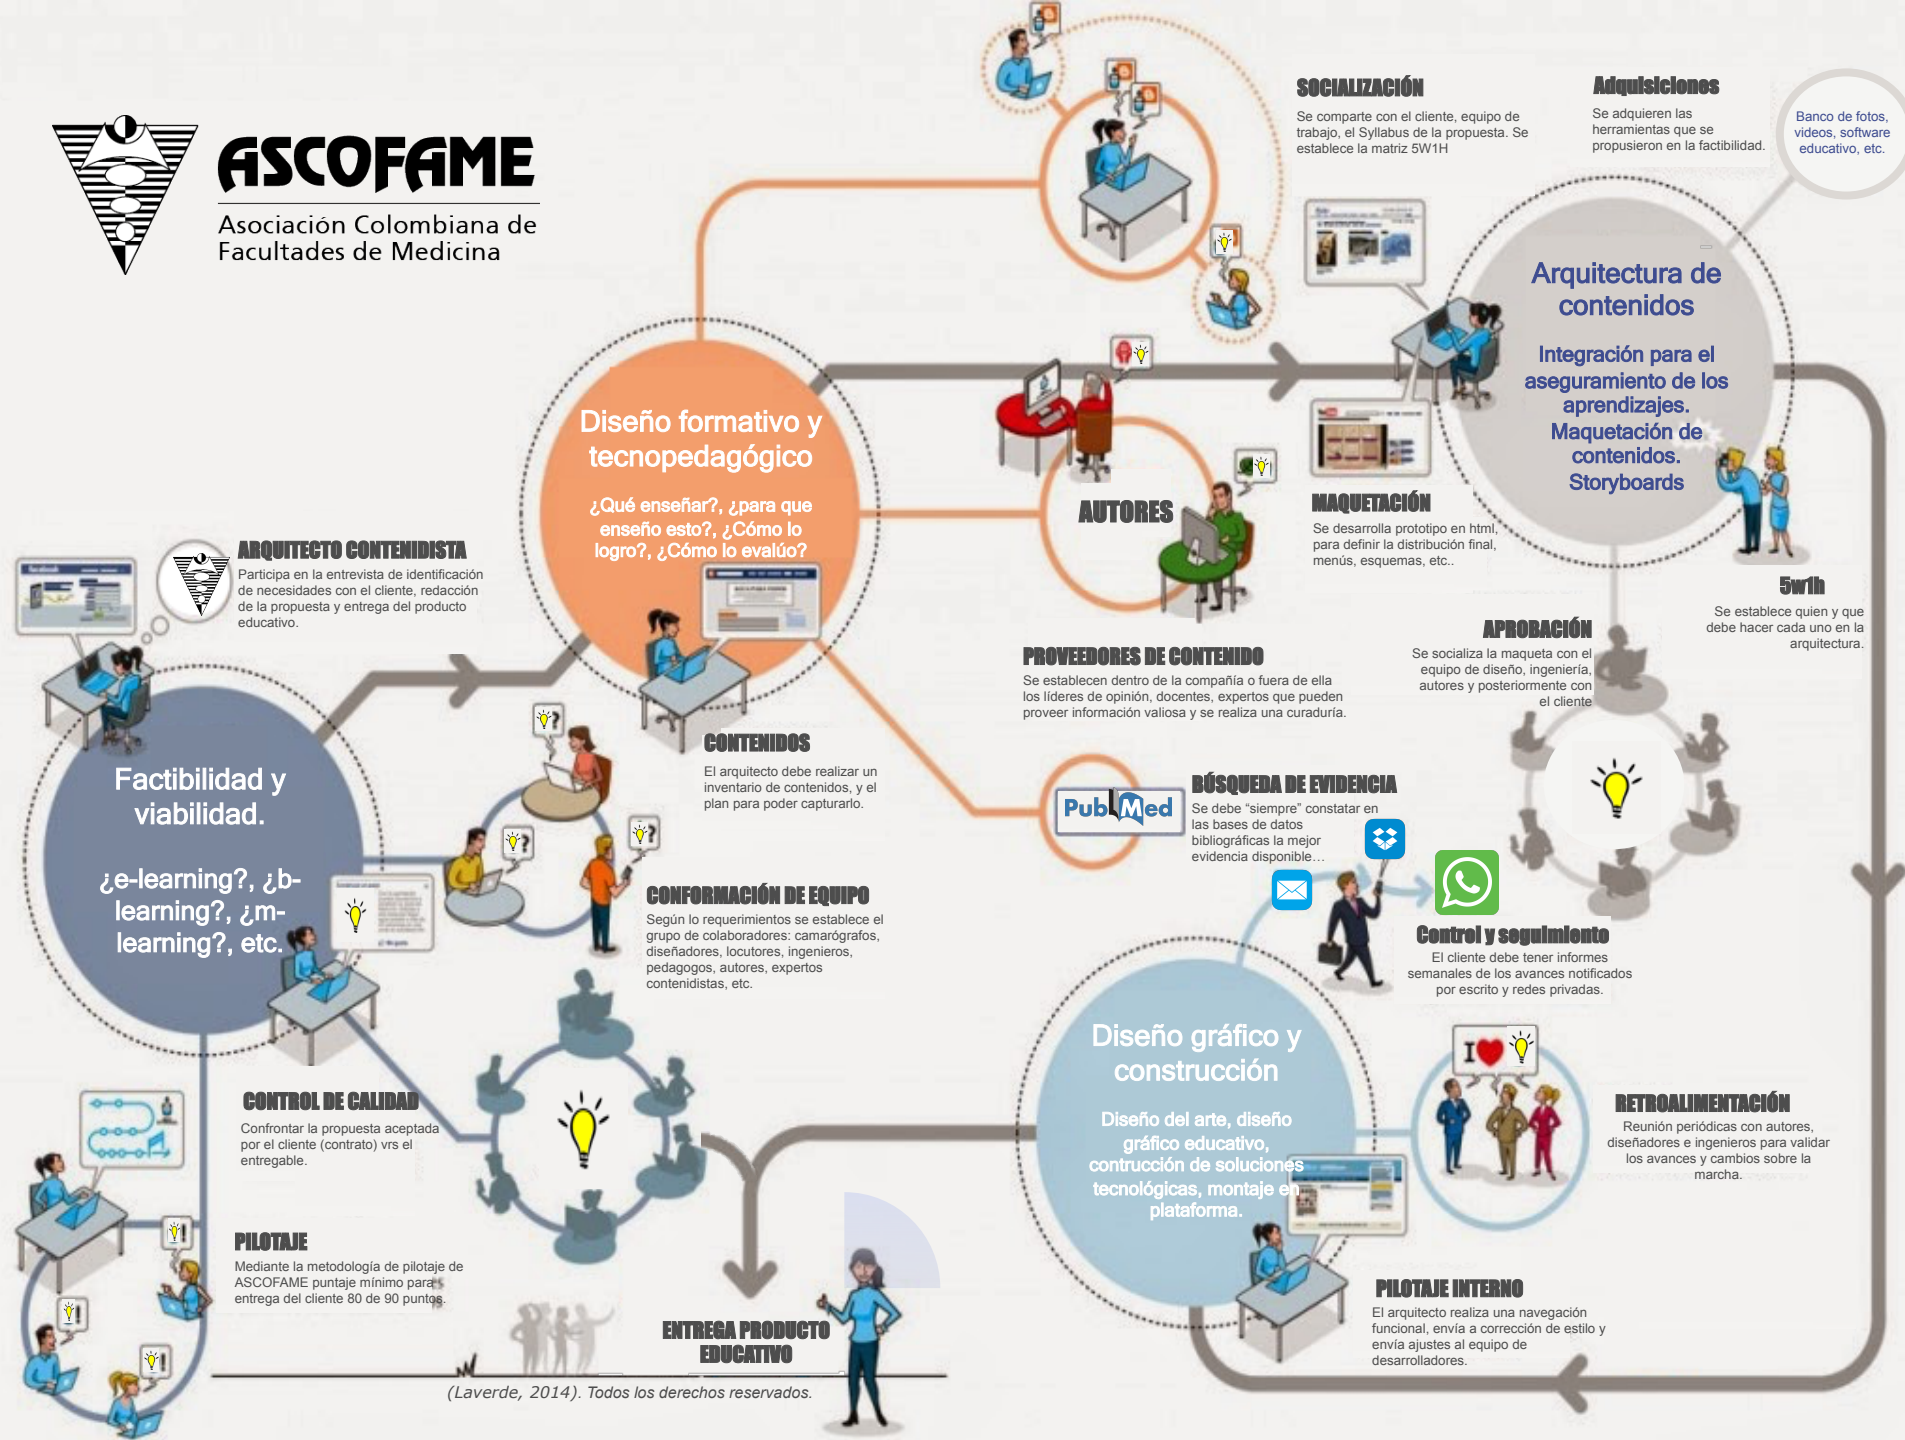 ASCOFAME
Asociación Colombiana de
Facultades de Medicina
SOCIALIZACIÓN
Se comparte con el cliente, equipo de
trabajo, el Syllabus de la propuesta. Se
establece la matriz 5W1H
Adquisiciones
Se adquieren las
herramientas que se
propusieron en la factibilidad.
Banco de fotos,
videos, software
educativo, etc.
Arquitectura de
contenidos
Integración para el
aseguramiento de los
aprendizajes.
Maquetación de
contenidos.
Storyboards
Diseño formativo y
tecnopedagógico
¿Qué enseñar?, ¿para que
enseño esto?, ¿Cómo lo
logro?, ¿Cómo lo evalúo?
AUTORES
MAQUETACIÓN
Se desarrolla prototipo en html,
para definir la distribución final,
menús, esquemas, etc..
ARQUITECTO CONTENIDISTA
Participa en la entrevista de identificación
de necesidades con el cliente, redacción
de la propuesta y entrega del producto
educativo.
facebook
5w1h
Se establece quien y que
debe hacer cada uno en la
arquitectura.
APROBACIÓN
Se socializa la maqueta con el
equipo de diseño, ingeniería,
autores y posteriormente con
el cliente
PROVEEDORES DE CONTENIDO
Se establecen dentro de la compañía o fuera de ella
los líderes de opinión, docentes, expertos que pueden
proveer información valiosa y se realiza una curaduría.
CONTENIDOS
El arquitecto debe realizar un
inventario de contenidos, y el
plan para poder capturarlo.
Factibilidad y
viabilidad.
¿e-learning?, ¿b-
learning?, ¿m-
learning?, etc.
PubMed
BÚSQUEDA DE EVIDENCIA
Se debe “siempre” constatar en
las bases de datos
bibliográficas la mejor
evidencia disponible…
CONFORMACIÓN DE EQUIPO
Según lo requerimientos se establece el
grupo de colaboradores: camarógrafos,
diseñadores, locutores, ingenieros,
pedagogos, autores, expertos
contenidistas, etc.
Control y seguimiento
El cliente debe tener informes
semanales de los avances notificados
por escrito y redes privadas.
Diseño gráfico y
construcción
Diseño del arte, diseño
gráfico educativo,
contrucción de soluciones
tecnológicas, montaje en
plataforma.
I
RETROALIMENTACIÓN
Reunión periódicas con autores,
diseñadores e ingenieros para validar
los avances y cambios sobre la
marcha.
CONTROL DE CALIDAD
Confrontar la propuesta aceptada
por el cliente (contrato) vrs el
entregable.
PILOTAJE
Mediante la metodología de pilotaje de
ASCOFAME puntaje mínimo para
entrega del cliente 80 de 90 puntos.
PILOTAJE INTERNO
El arquitecto realiza una navegación
funcional, envía a corrección de estilo y
envía ajustes al equipo de
desarrolladores.
ENTREGA PRODUCTO
EDUCATIVO
(Laverde, 2014). Todos los derechos reservados.